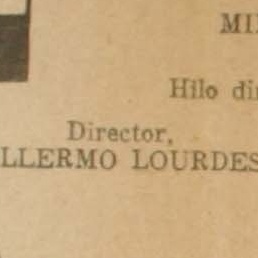 MI
Hilo di
Director,
LLERMO LOURDES